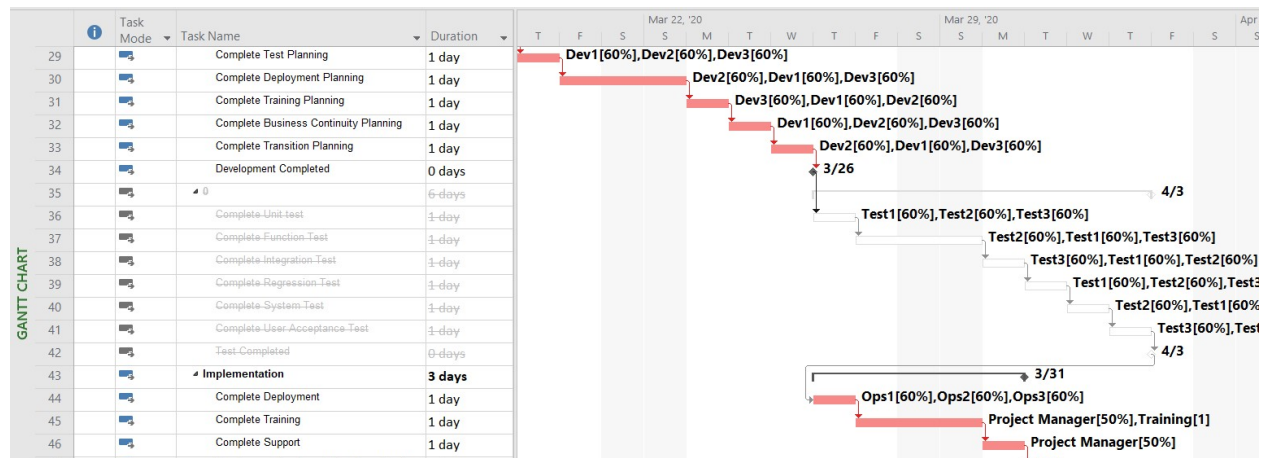 Task Mode Task Name Duration Mar 22, '20 Mar 29, '20 Apr
T F S S M T W T F S S M T W T F S S
GANTT CHART
29 Complete Test Planning 1 day Dev1[60%],Dev2[60%],Dev3[60%]
30 Complete Deployment Planning 1 day Dev2[60%],Dev1[60%],Dev3[60%]
31 Complete Training Planning 1 day Dev3[60%],Dev1[60%],Dev2[60%]
32 Complete Business Continuity Planning 1 day Dev1[60%],Dev2[60%],Dev3[60%]
33 Complete Transition Planning 1 day Dev2[60%],Dev1[60%],Dev3[60%]
34 Development Completed 0 days 3/26
35 0 6 days 4/3
36 Complete Unit test 1 day Test1[60%],Test2[60%],Test3[60%]
37 Complete Function Test 1 day Test2[60%],Test1[60%],Test3[60%]
38 Complete Integration Test 1 day Test3[60%],Test1[60%],Test2[60%]
39 Complete Regression Test 1 day Test1[60%],Test2[60%],Test3
40 Complete System Test 1 day Test2[60%],Test1[60%
41 Complete User Acceptance Test 1 day Test3[60%],Test
42 Test Completed 0 days 4/3
43 Implementation 3 days 3/31
44 Complete Deployment 1 day Ops1[60%],Ops2[60%],Ops3[60%]
45 Complete Training 1 day Project Manager[50%],Training[1]
46 Complete Support 1 day Project Manager[50%]